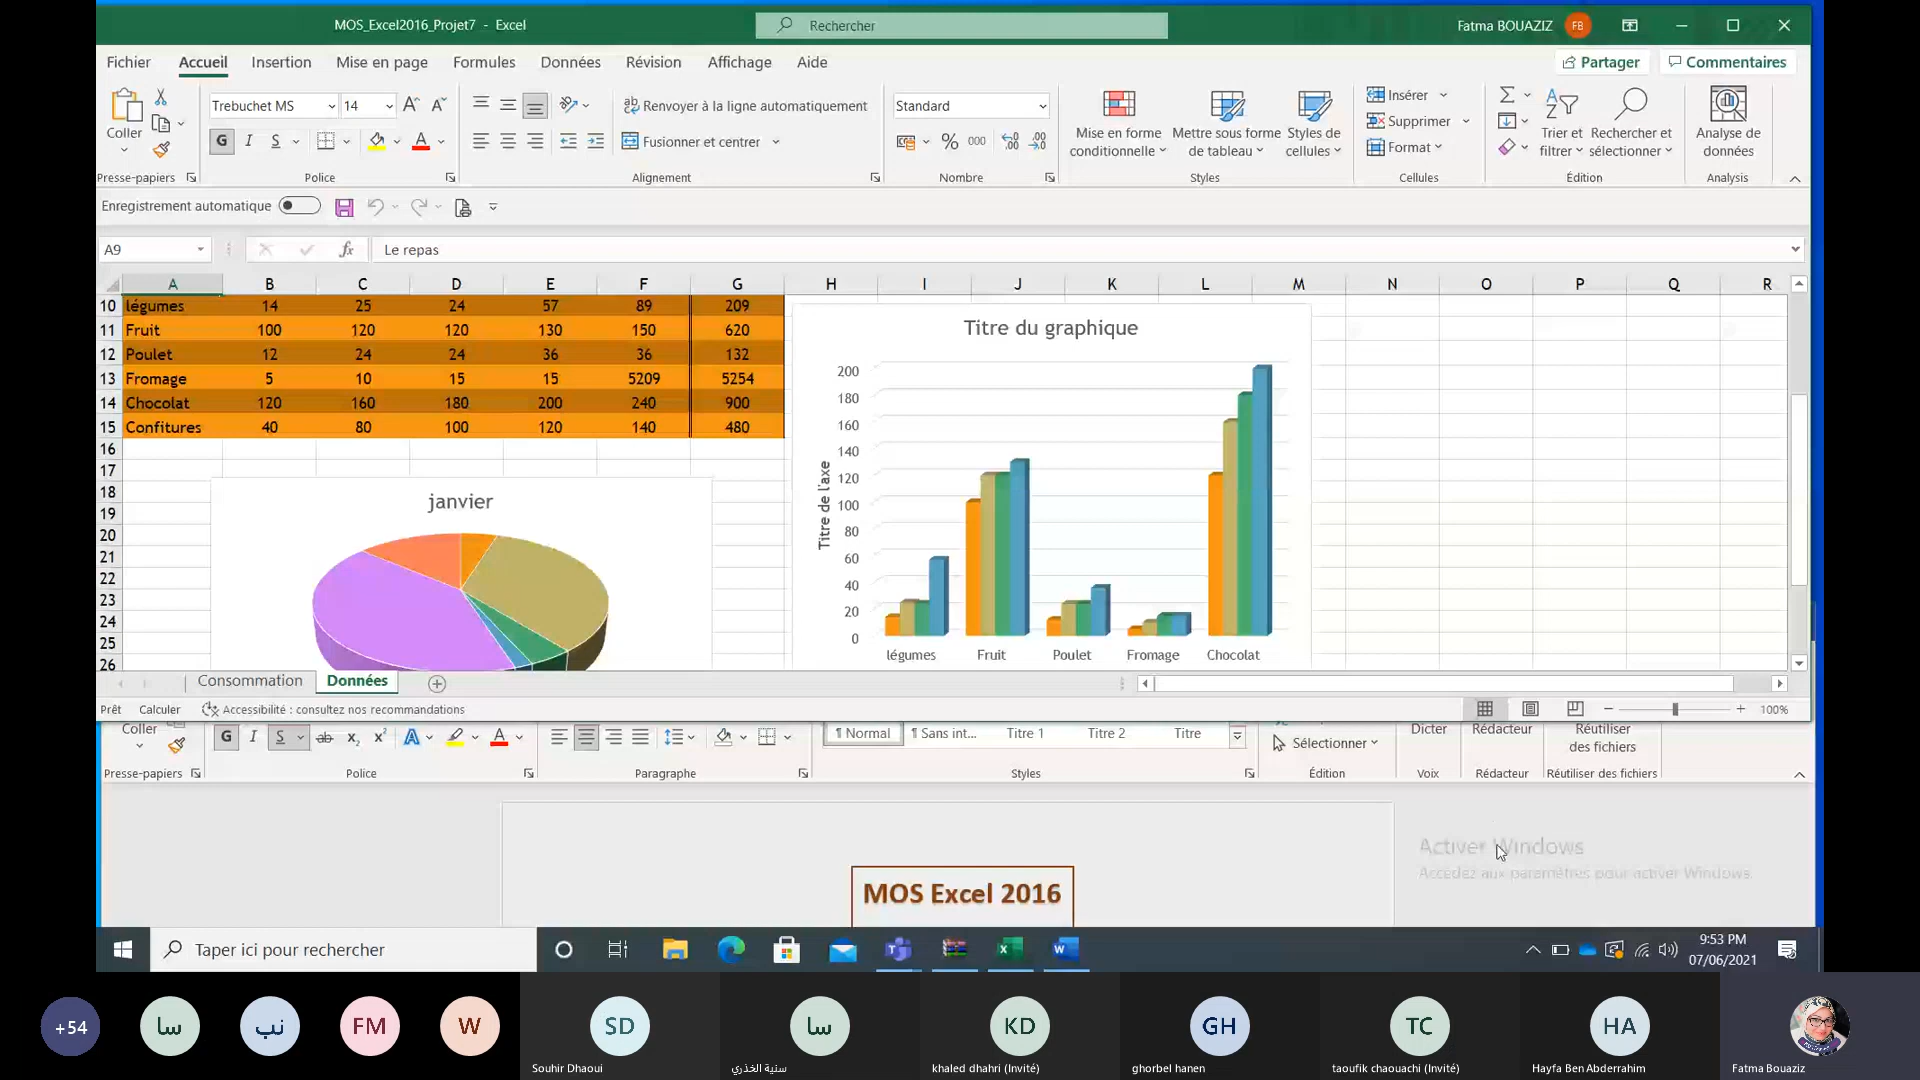 MOS_Excel2016_Projet7 - Excel
Rechercher
Fatma BOUAZIZ
FB
Fichier Accueil Insertion Mise en page Formules Données Révision Affichage Aide
Partager Commentaires
Coller
Presse-papiers
Trebuchet MS 14
G I S
Police
Renvoyer à la ligne automatiquement
Fusionner et centrer
Alignement
Standard
% 000
Nombre
Mise en forme conditionnelle
Mettre sous forme de tableau
Styles de cellules
Styles
Insérer
Supprimer
Format
Cellules
Trier et filtrer
Rechercher et sélectionner
Édition
Analyse de données
Analysis
Enregistrement automatique
A9 fx Le repas
A B C D E F G H I J K L M N O P Q R
10 légumes 14 25 24 57 89 209
11 Fruit 100 120 120 130 150 620
12 Poulet 12 24 24 36 36 132
13 Fromage 5 10 15 15 5209 5254
14 Chocolat 120 160 180 200 240 900
15 Confitures 40 80 100 120 140 480
16
17
18
19
20
21
22
23
24
25
26
janvier
Titre du graphique
Titre de l'axe
200
180
160
140
120
100
80
60
40
20
0
légumes Fruit Poulet Fromage Chocolat
Consommation Données
Prêt Calculer Accessibilité : consultez nos recommandations
100%
Coller
G I S ab x₂ x² A A
Presse-papiers Police Paragraphe
¶ Normal ¶ Sans int... Titre 1 Titre 2 Titre
Styles
Sélectionner
Édition
Dicter
Voix
Rédacteur
Rédacteur
Réutiliser des fichiers
Réutiliser des fichiers
Activer Windows
Accédez aux paramètres pour activer Windows.
MOS Excel 2016
Taper ici pour rechercher
9:53 PM
07/06/2021
+54 سا نب FM W SD سا KD GH TC HA
Souhir Dhaoui
سنية الخذري
khaled dhahri (Invité)
ghorbel hanen
taoufik chaouachi (Invité)
Hayfa Ben Abderrahim
Fatma Bouaziz